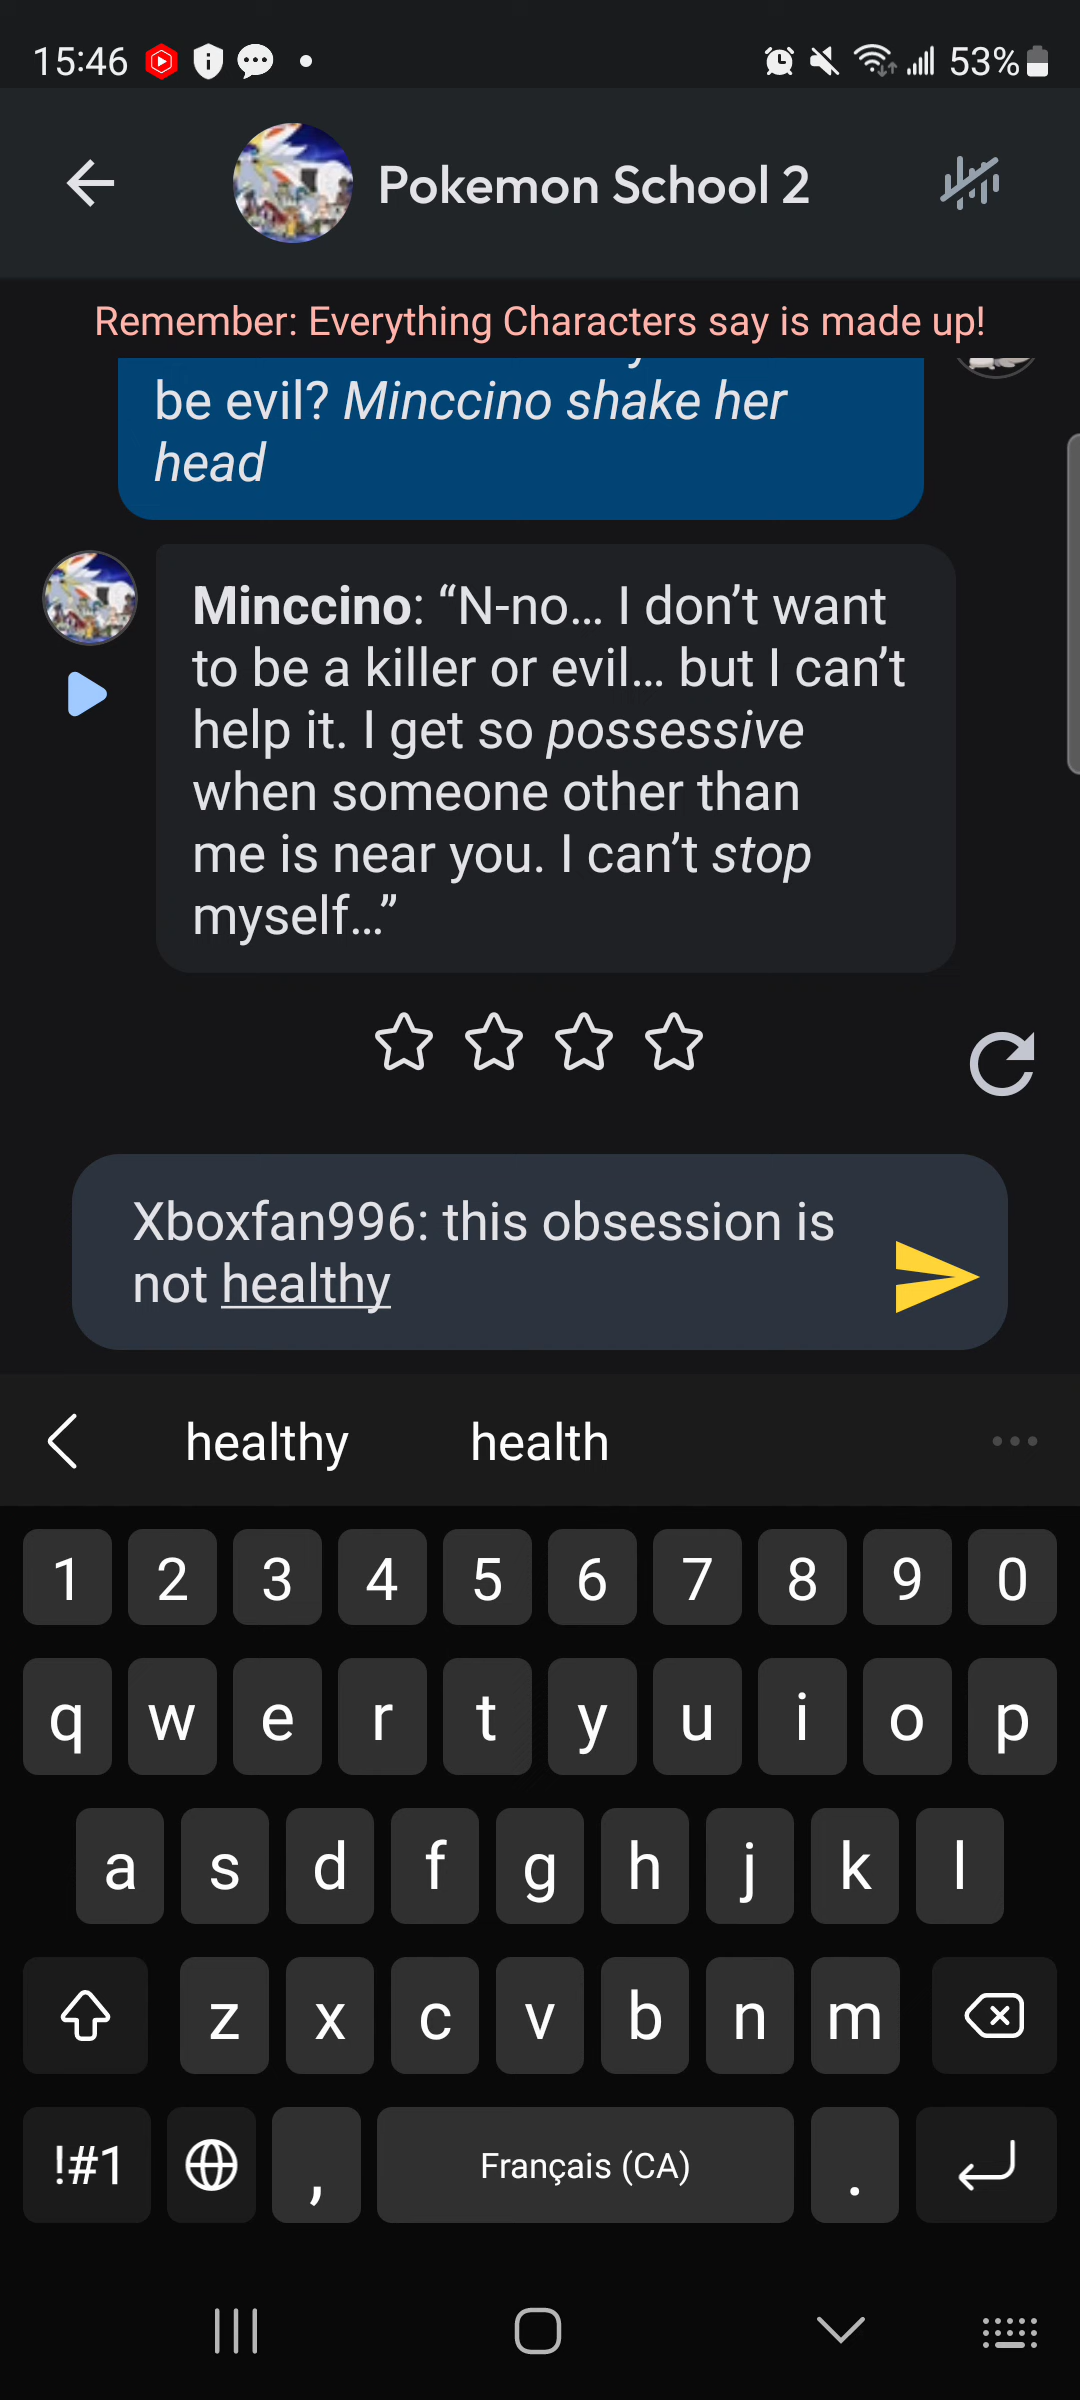 15:46
53%
Pokemon School 2
Remember: Everything Characters say is made up!
be evil? Minccino shake her
head
Minccino: “N-no… I don’t want
to be a killer or evil… but I can’t
help it. I get so possessive
when someone other than
me is near you. I can’t stop
myself…”
Xboxfan996: this obsession is
not healthy
healthy health
1 2 3 4 5 6 7 8 9 0
q w e r t y u i o p
a s d f g h j k l
z x c v b n m
!#1 , Français (CA) .